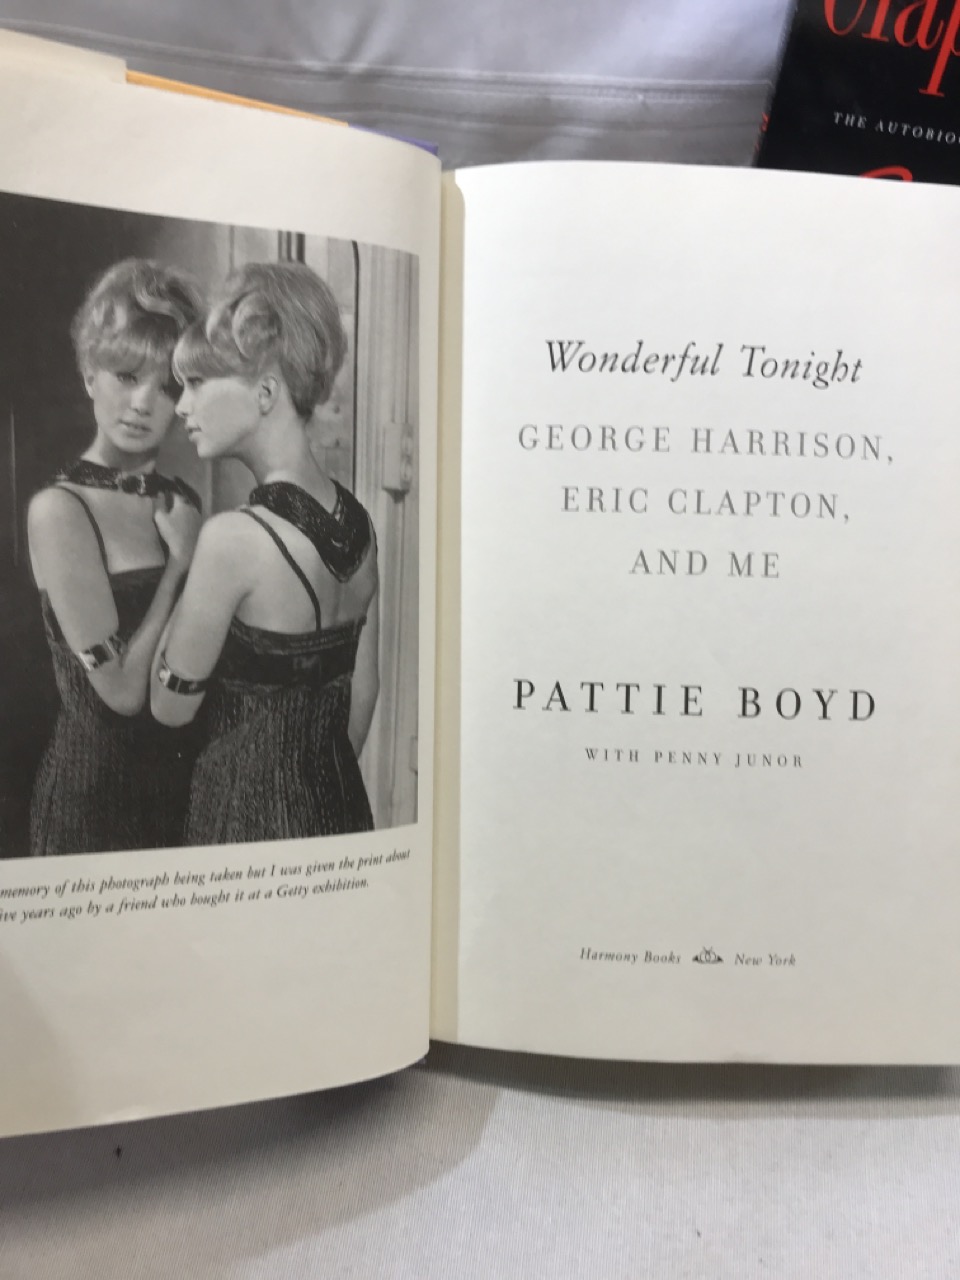 Clap
THE AUTOBIO
memory of this photograph being taken but I was given the print about
ive years ago by a friend who bought it at a Getty exhibition.
Wonderful Tonight
GEORGE HARRISON,
ERIC CLAPTON,
AND ME
PATTIE BOYD
WITH PENNY JUNOR
Harmony Books New York